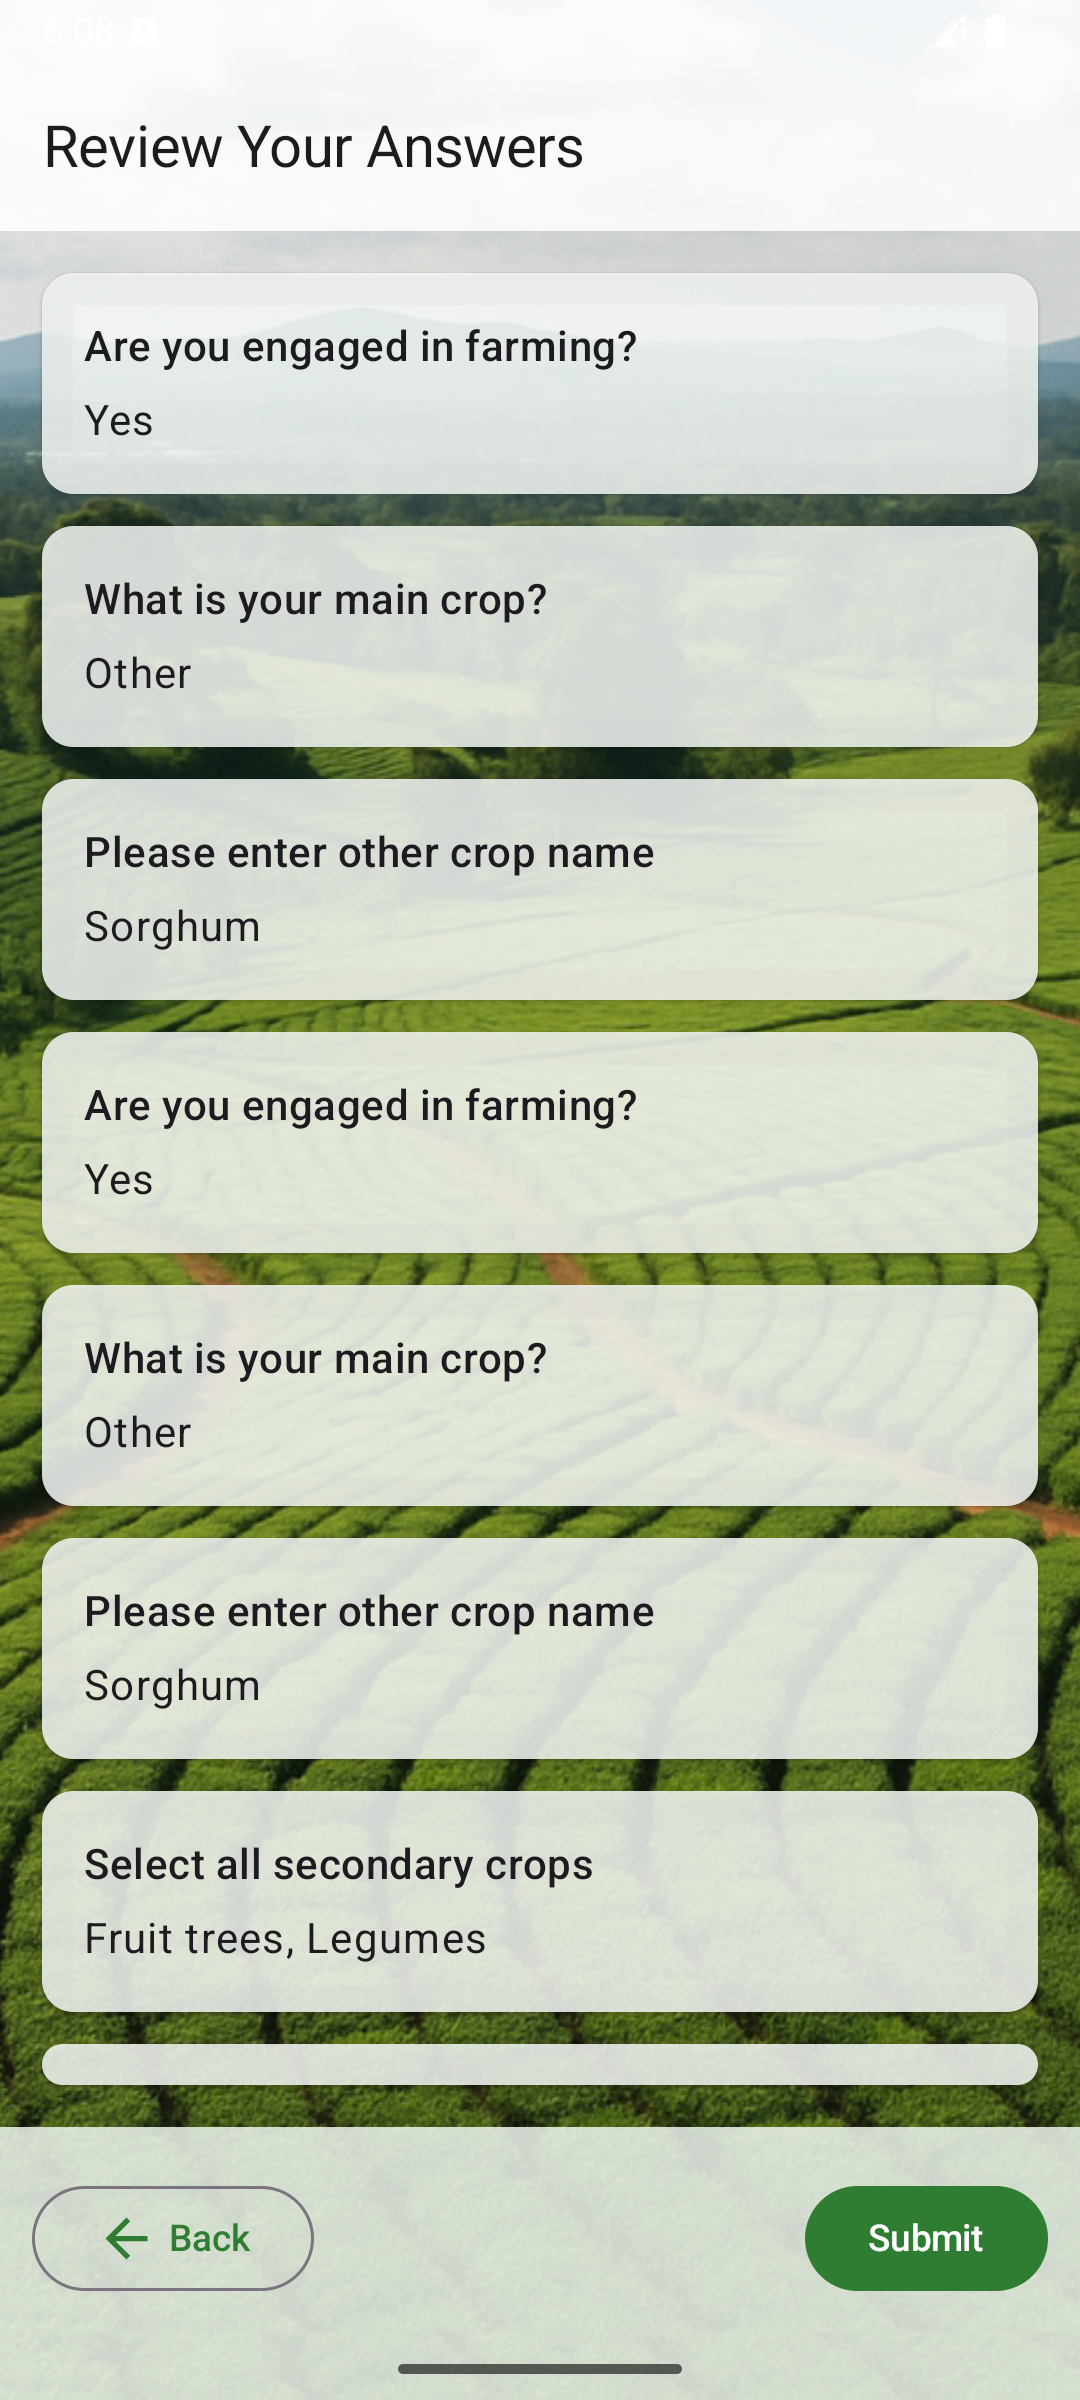 6:08
Review Your Answers
Are you engaged in farming?
Yes
What is your main crop?
Other
Please enter other crop name
Sorghum
Are you engaged in farming?
Yes
What is your main crop?
Other
Please enter other crop name
Sorghum
Select all secondary crops
Fruit trees, Legumes
Back
Submit